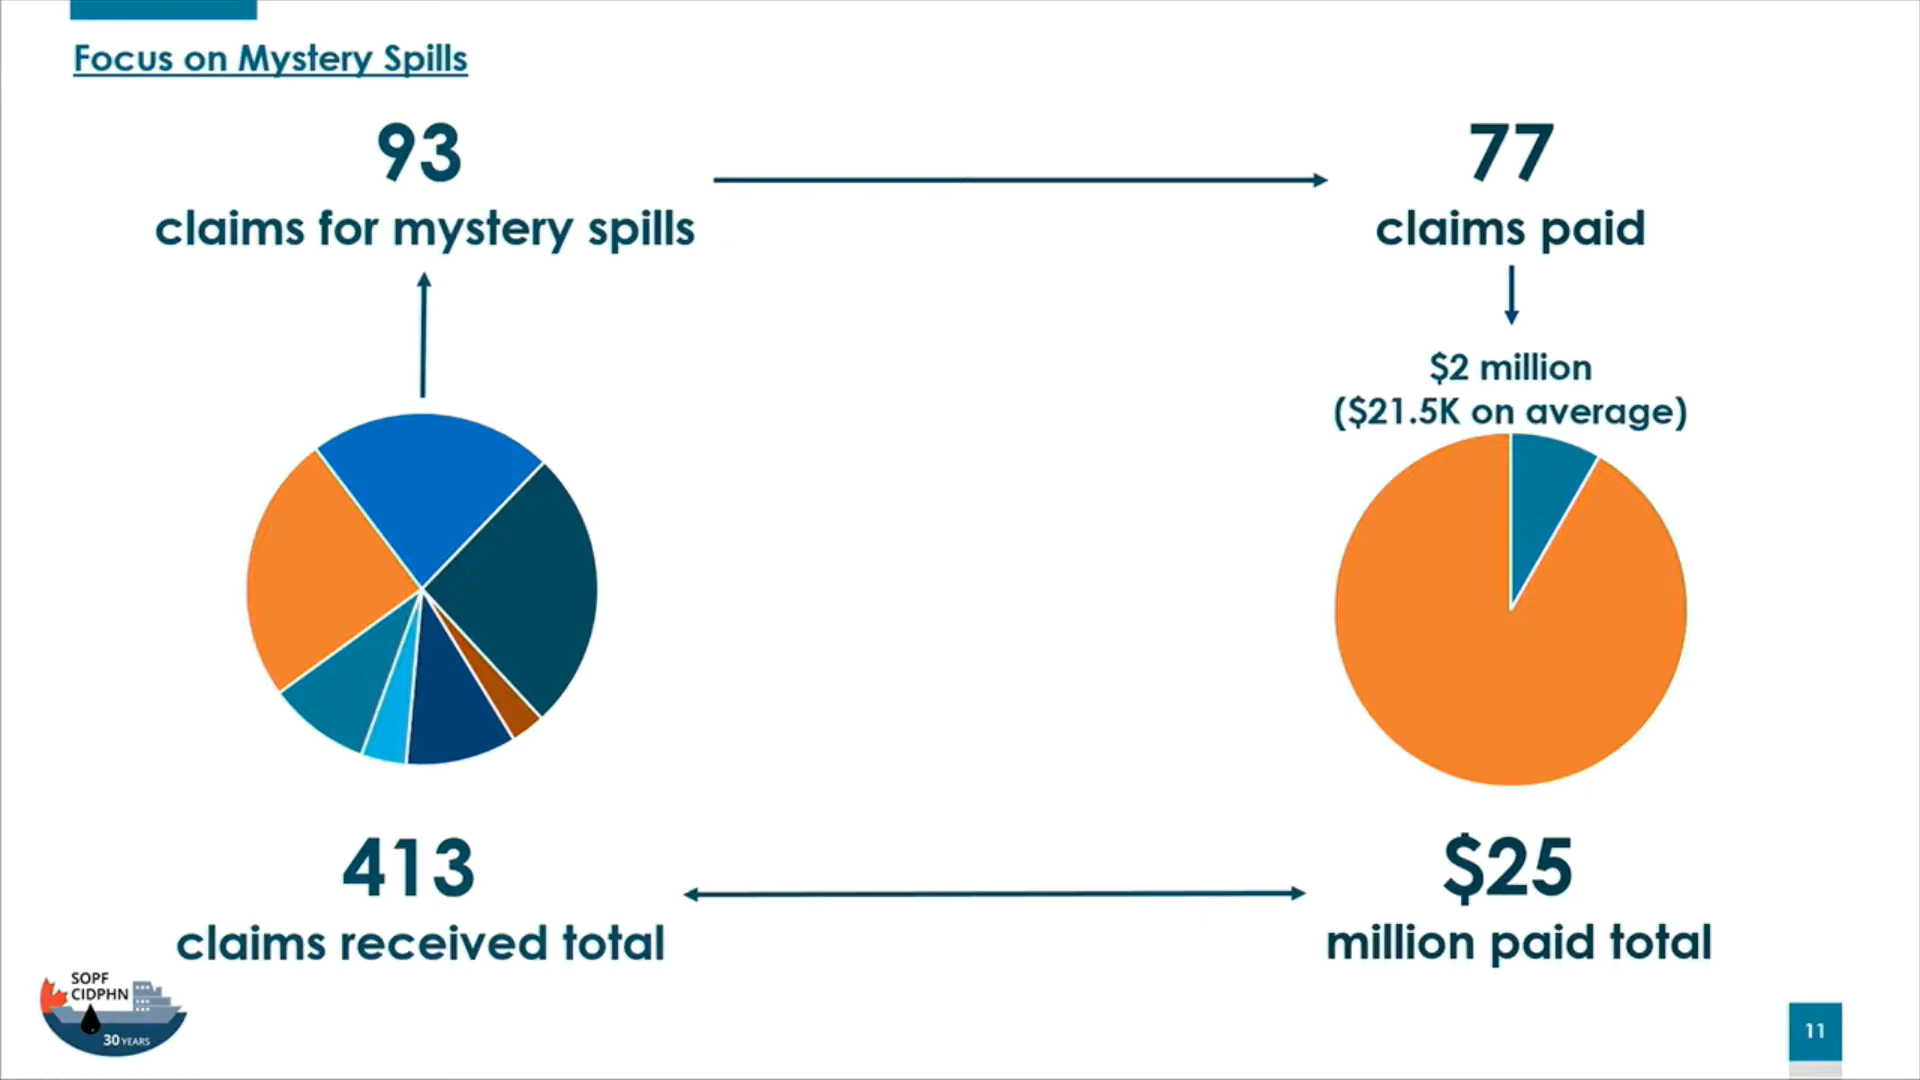 Focus on Mystery Spills
93
claims for mystery spills
77
claims paid
$2 million
($21.5K on average)
413
claims received total
$25
million paid total
SOPF
CIDPHN
30 YEARS
11